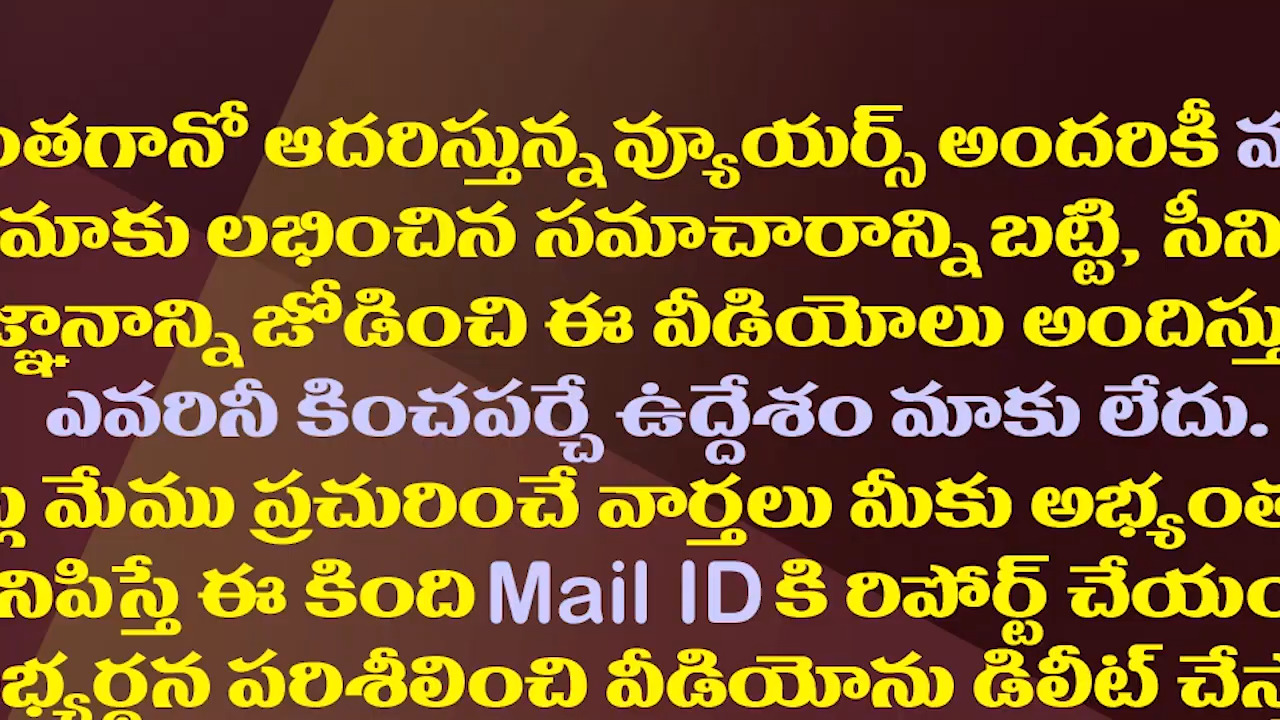 ంతగానో ఆదరిస్తున్న వ్యూయర్స్ అందరికీ
మాకు లభించిన సమాచారాన్ని బట్టి, సీని
జ్ఞానాన్ని జోడించి ఈ వీడియోలు అందిస్తు
ఎవరినీ కించపర్చే ఉద్దేశం మాకు లేదు.
మేము ప్రచురించే వార్తలు మీకు అభ్యంత
నిపిస్తే ఈ కింది Mail ID కి రిపోర్ట్ చేయం
భ్యర్థన పరిశీలించి వీడియోను డిలీట్ చేస